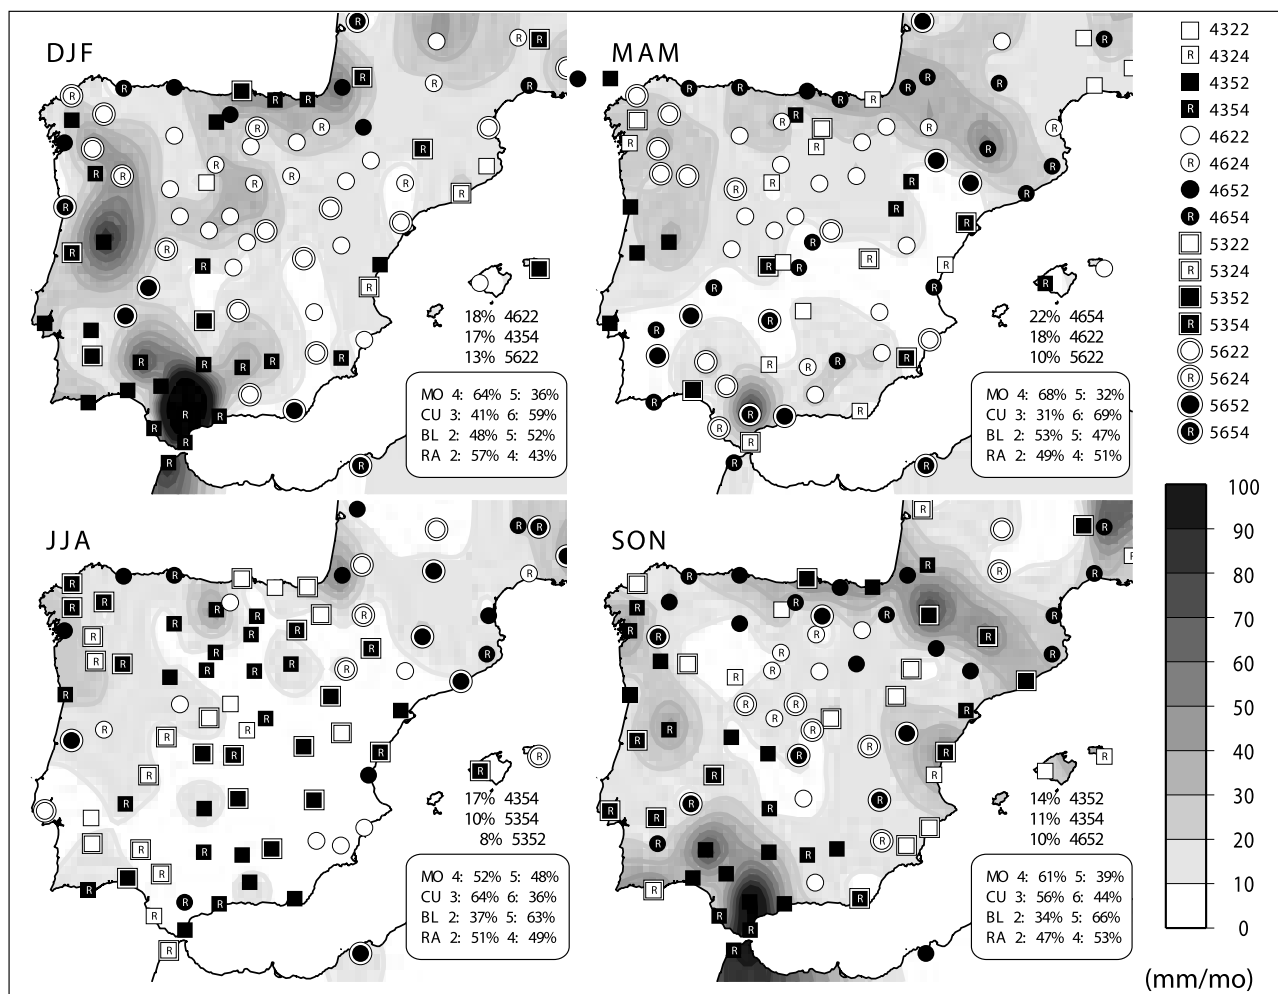 DJF
18% 4622
17% 4354
13% 5622
MO 4: 64% 5: 36%
CU 3: 41% 6: 59%
BL 2: 48% 5: 52%
RA 2: 57% 4: 43%
MAM
22% 4654
18% 4622
10% 5622
MO 4: 68% 5: 32%
CU 3: 31% 6: 69%
BL 2: 53% 5: 47%
RA 2: 49% 4: 51%
JJA
17% 4354
10% 5354
8% 5352
MO 4: 52% 5: 48%
CU 3: 64% 6: 36%
BL 2: 37% 5: 63%
RA 2: 51% 4: 49%
SON
14% 4352
11% 4354
10% 4652
MO 4: 61% 5: 39%
CU 3: 56% 6: 44%
BL 2: 34% 5: 66%
RA 2: 47% 4: 53%
4322
R 4324
4352
R 4354
4622
R 4624
4652
R 4654
5322
R 5324
5352
R 5354
5622
R 5624
5652
R 5654
100
90
80
70
60
50
40
30
20
10
0
(mm/mo)